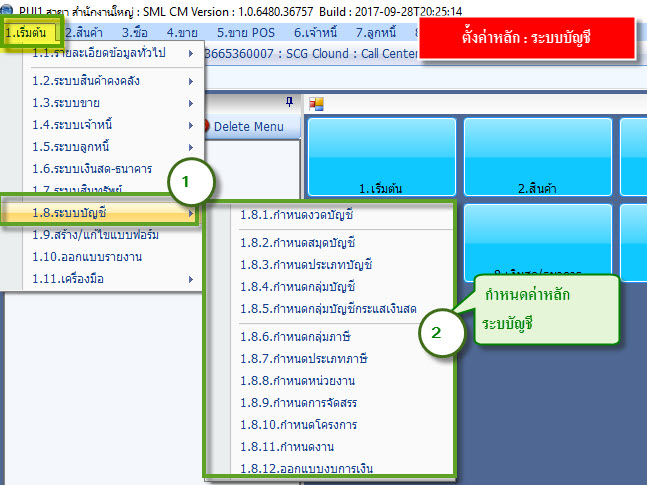 PUI1 สาขา สำนักงานใหญ่ : SML CM Version : 1.0.6480.36757 Build : 2017-09-28T20:25:14
1.เริ่มต้น 2.สินค้า 3.ซื้อ 4.ขาย 5.ขาย POS 6.เจ้าหนี้ 7.ลูกหนี้
ตั้งค่าหลัก : ระบบบัญชี
1.1.รายละเอียดข้อมูลทั่วไป
3665360007 : SCG Clound : Call Center
1.2.ระบบสินค้าคงคลัง
1.3.ระบบขาย
1.4.ระบบเจ้าหนี้
Delete Menu
1.5.ระบบลูกหนี้
1.6.ระบบเงินสด-ธนาคาร
1.7.ระบบสินทรัพย์
1
1.เริ่มต้น
2.สินค้า
1.8.ระบบบัญชี
1.9.สร้าง/แก้ไขแบบฟอร์ม
1.10.ออกแบบรายงาน
1.11.เครื่องมือ
1.8.1.กำหนดงวดบัญชี
1.8.2.กำหนดสมุดบัญชี
1.8.3.กำหนดประเภทบัญชี
1.8.4.กำหนดกลุ่มบัญชี
1.8.5.กำหนดกลุ่มบัญชีกระแสเงินสด
1.8.6.กำหนดกลุ่มภาษี
1.8.7.กำหนดประเภทภาษี
1.8.8.กำหนดหน่วยงาน
1.8.9.กำหนดการจัดสรร
1.8.10.กำหนดโครงการ
1.8.11.กำหนดงาน
1.8.12.ออกแบบงบการเงิน
2
กำหนดค่าหลัก
ระบบัญชี